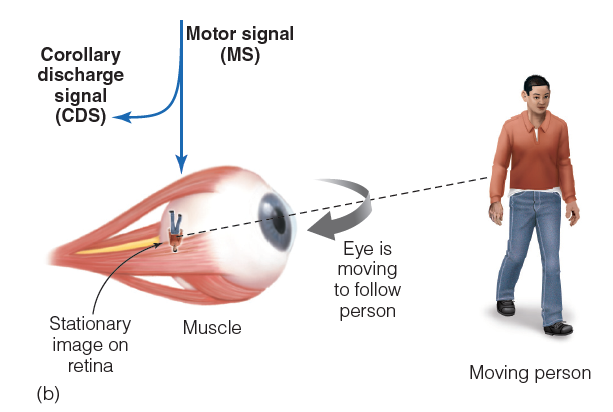 Motor signal
(MS)
Corollary
discharge
signal
(CDS)
Eye is
moving
to follow
person
Stationary
image on
retina
Muscle
Moving person
(b)